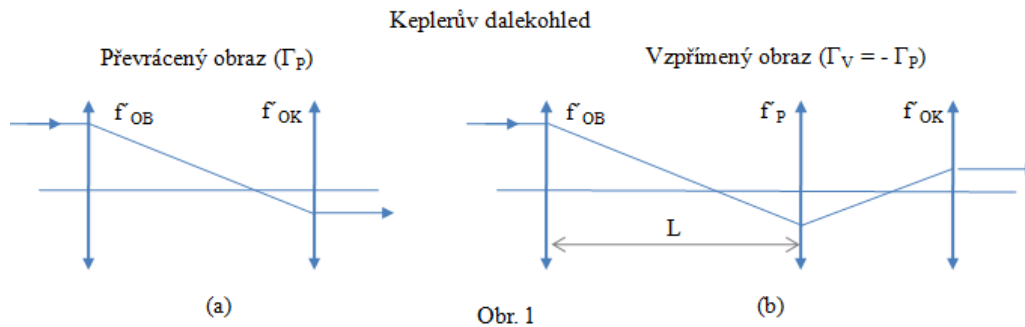 Keplerův dalekohled
Převrácený obraz (ΓP)
Vzpřímený obraz (ΓV = - ΓP)
f´OB
f´OK
f´OB
f´P
f´OK
L
(a)
(b)
Obr. 1